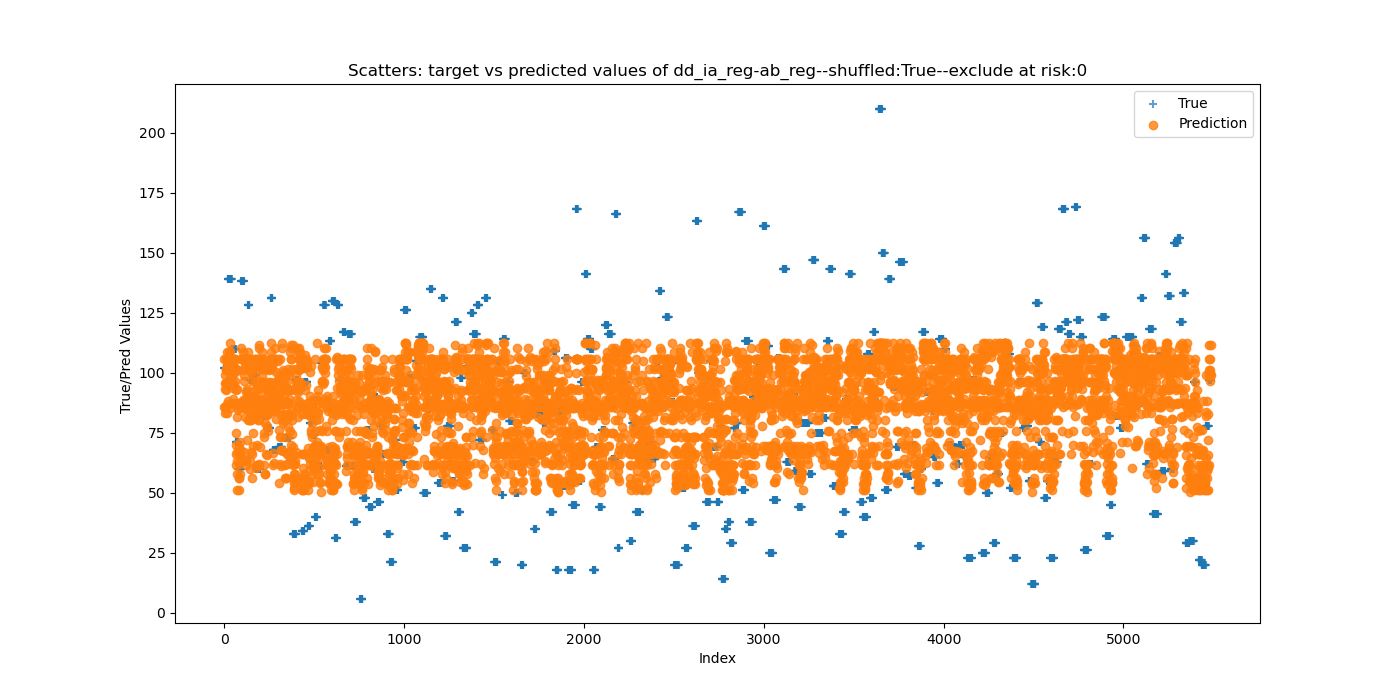 Scatters: target vs predicted values of dd_ia_reg-ab_reg--shuffled:True--exclude at risk:0
True
Prediction
True/Pred Values
200
175
150
125
100
75
50
25
0
0 1000 2000 3000 4000 5000
Index